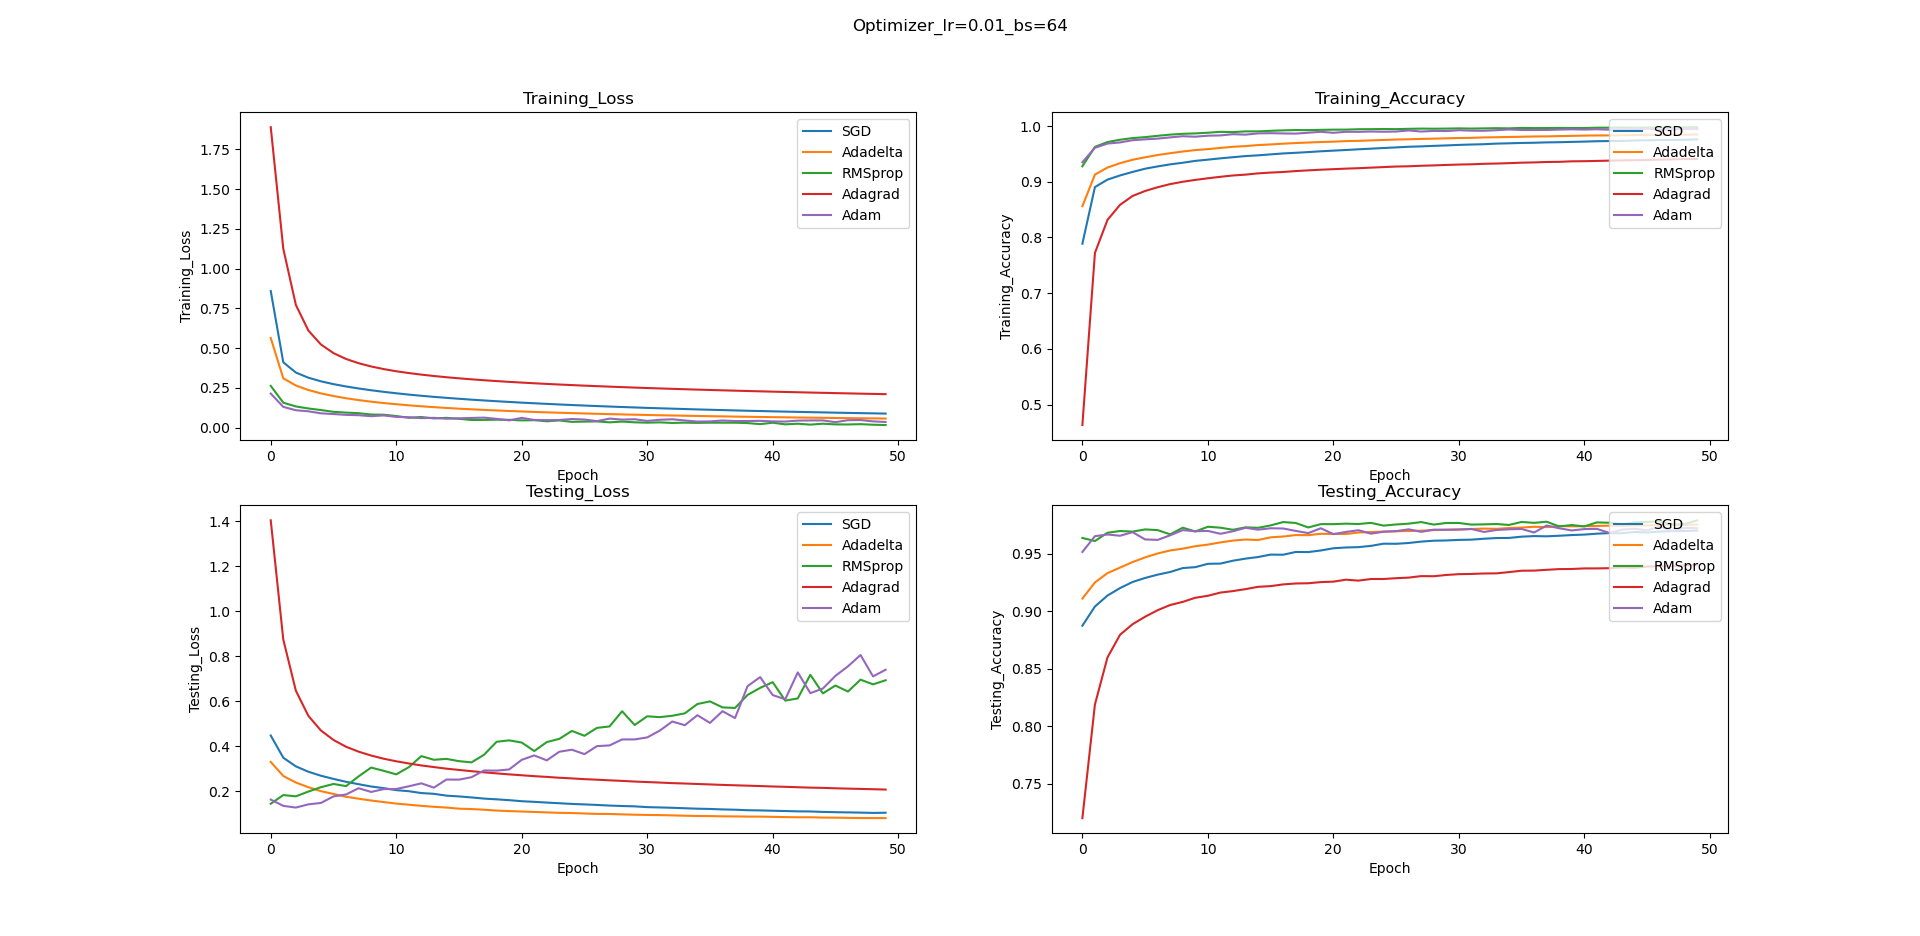 Optimizer_lr=0.01_bs=64
Training_Loss
Training_Loss
1.75
1.50
1.25
1.00
0.75
0.50
0.25
0.00
0 10 20 30 40 50
Epoch
SGD
Adadelta
RMSprop
Adagrad
Adam
Training_Accuracy
Training_Accuracy
1.0
0.9
0.8
0.7
0.6
0.5
0 10 20 30 40 50
Epoch
SGD
Adadelta
RMSprop
Adagrad
Adam
Testing_Loss
Testing_Loss
1.4
1.2
1.0
0.8
0.6
0.4
0.2
0 10 20 30 40 50
Epoch
SGD
Adadelta
RMSprop
Adagrad
Adam
Testing_Accuracy
Testing_Accuracy
0.95
0.90
0.85
0.80
0.75
0 10 20 30 40 50
Epoch
SGD
Adadelta
RMSprop
Adagrad
Adam